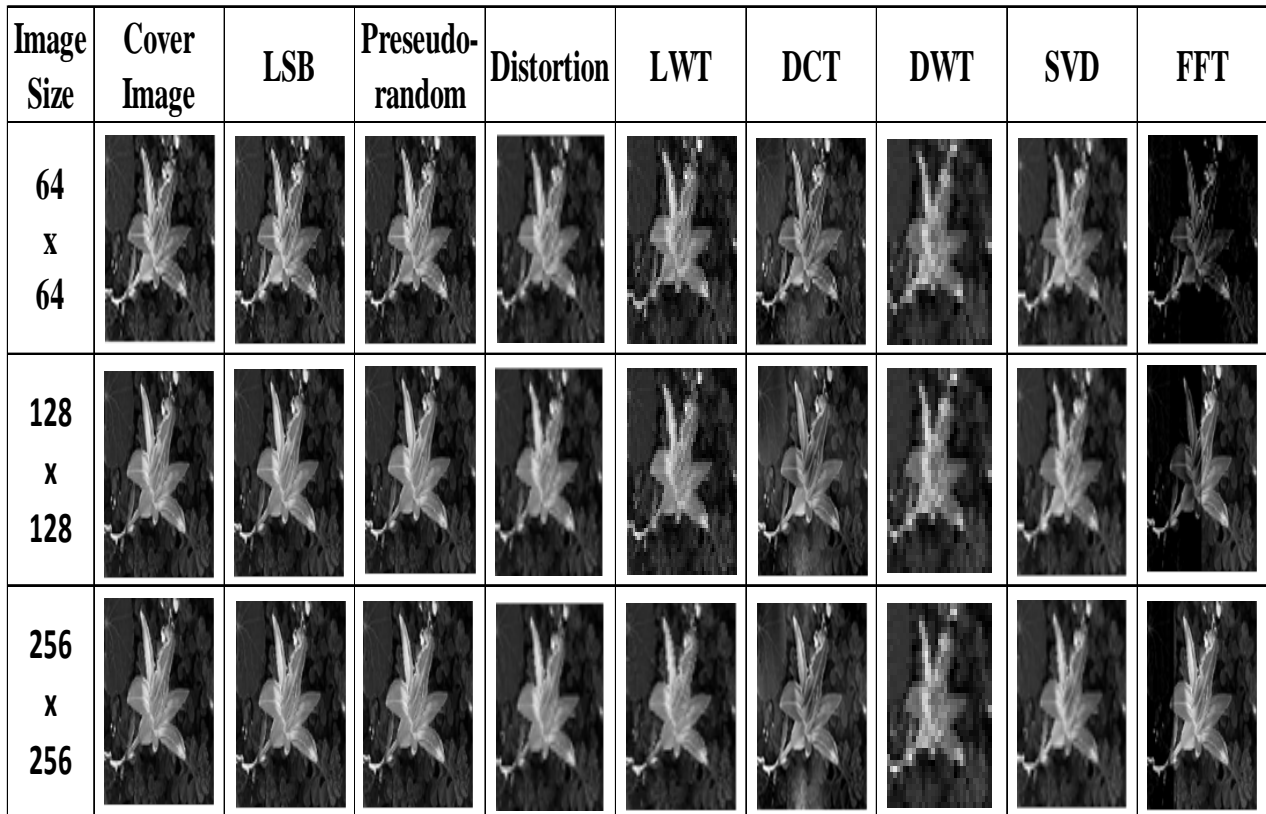 Image Size
Cover Image
LSB
Preseudo-random
Distortion
LWT
DCT
DWT
SVD
FFT
64
x
64
128
x
128
256
x
256